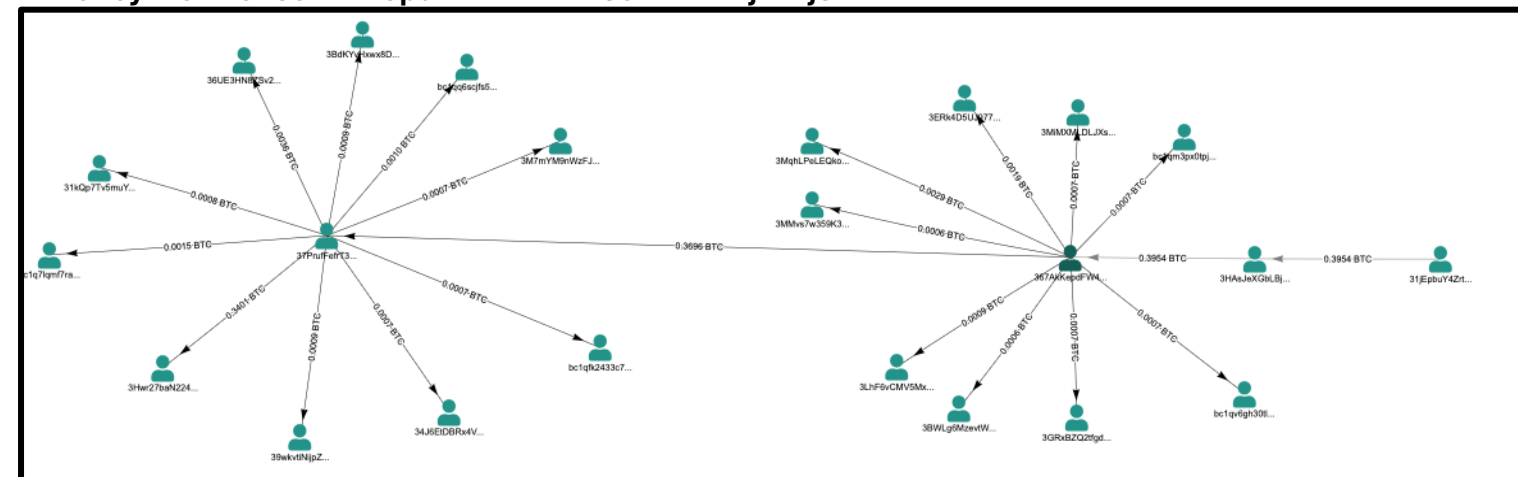 3BdKYvHxwx8D...
36UE3HNB7Sv2...
bc1qq6scjfs5...
0.0036 BTC
0.0009 BTC
0.0010 BTC
3M7mYM9nWzFJ...
0.0007 BTC
31kQp7Tv5muY...
0.0008 BTC
37PrufFefrT3...
0.0015 BTC
c1q7lqmf7ra...
0.3401 BTC
0.0009 BTC
0.0007 BTC
0.0007 BTC
3Hwr27baN224...
bc1qfk2433c7...
34J6EtDBRx4V...
39wkvtiNijpZ...
0.3696 BTC
3ERk4D5UJ977...
3MiMXMLDLJXs...
bc1qm3px0tpj...
3MqhLPeLEQko...
0.0029 BTC
0.0019 BTC
0.0007 BTC
0.0007 BTC
3MMvs7w359K3...
0.0006 BTC
367AkKepdFW4...
0.3954 BTC
3HAsJeXGbLBj...
0.3954 BTC
31jEpbuY4Zrt...
0.0009 BTC
0.0006 BTC
0.0007 BTC
0.0007 BTC
3LhF6vCMV5Mx...
3BWLg6MzevtW...
3GRxBZQ2tfgd...
bc1qv6gh30tl...